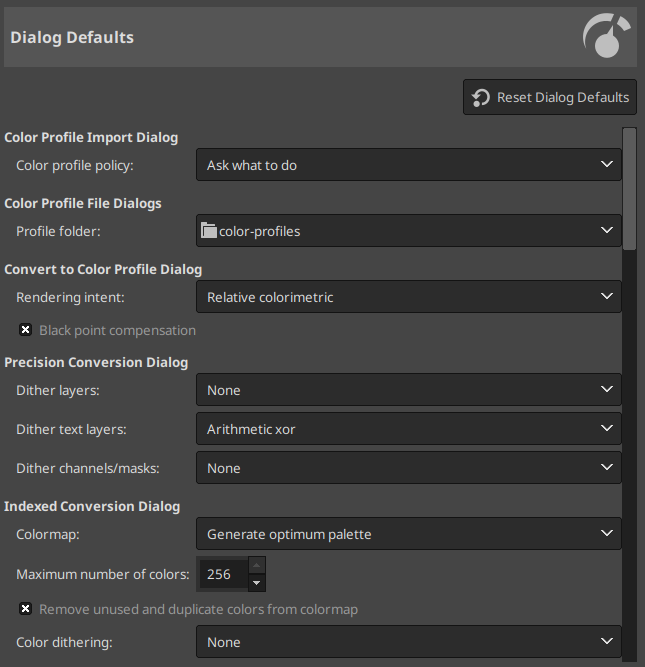 Dialog Defaults
Reset Dialog Defaults
Color Profile Import Dialog
Color profile policy: Ask what to do
Color Profile File Dialogs
Profile folder: color-profiles
Convert to Color Profile Dialog
Rendering intent: Relative colorimetric
Black point compensation
Precision Conversion Dialog
Dither layers: None
Dither text layers: Arithmetic xor
Dither channels/masks: None
Indexed Conversion Dialog
Colormap: Generate optimum palette
Maximum number of colors: 256
Remove unused and duplicate colors from colormap
Color dithering: None